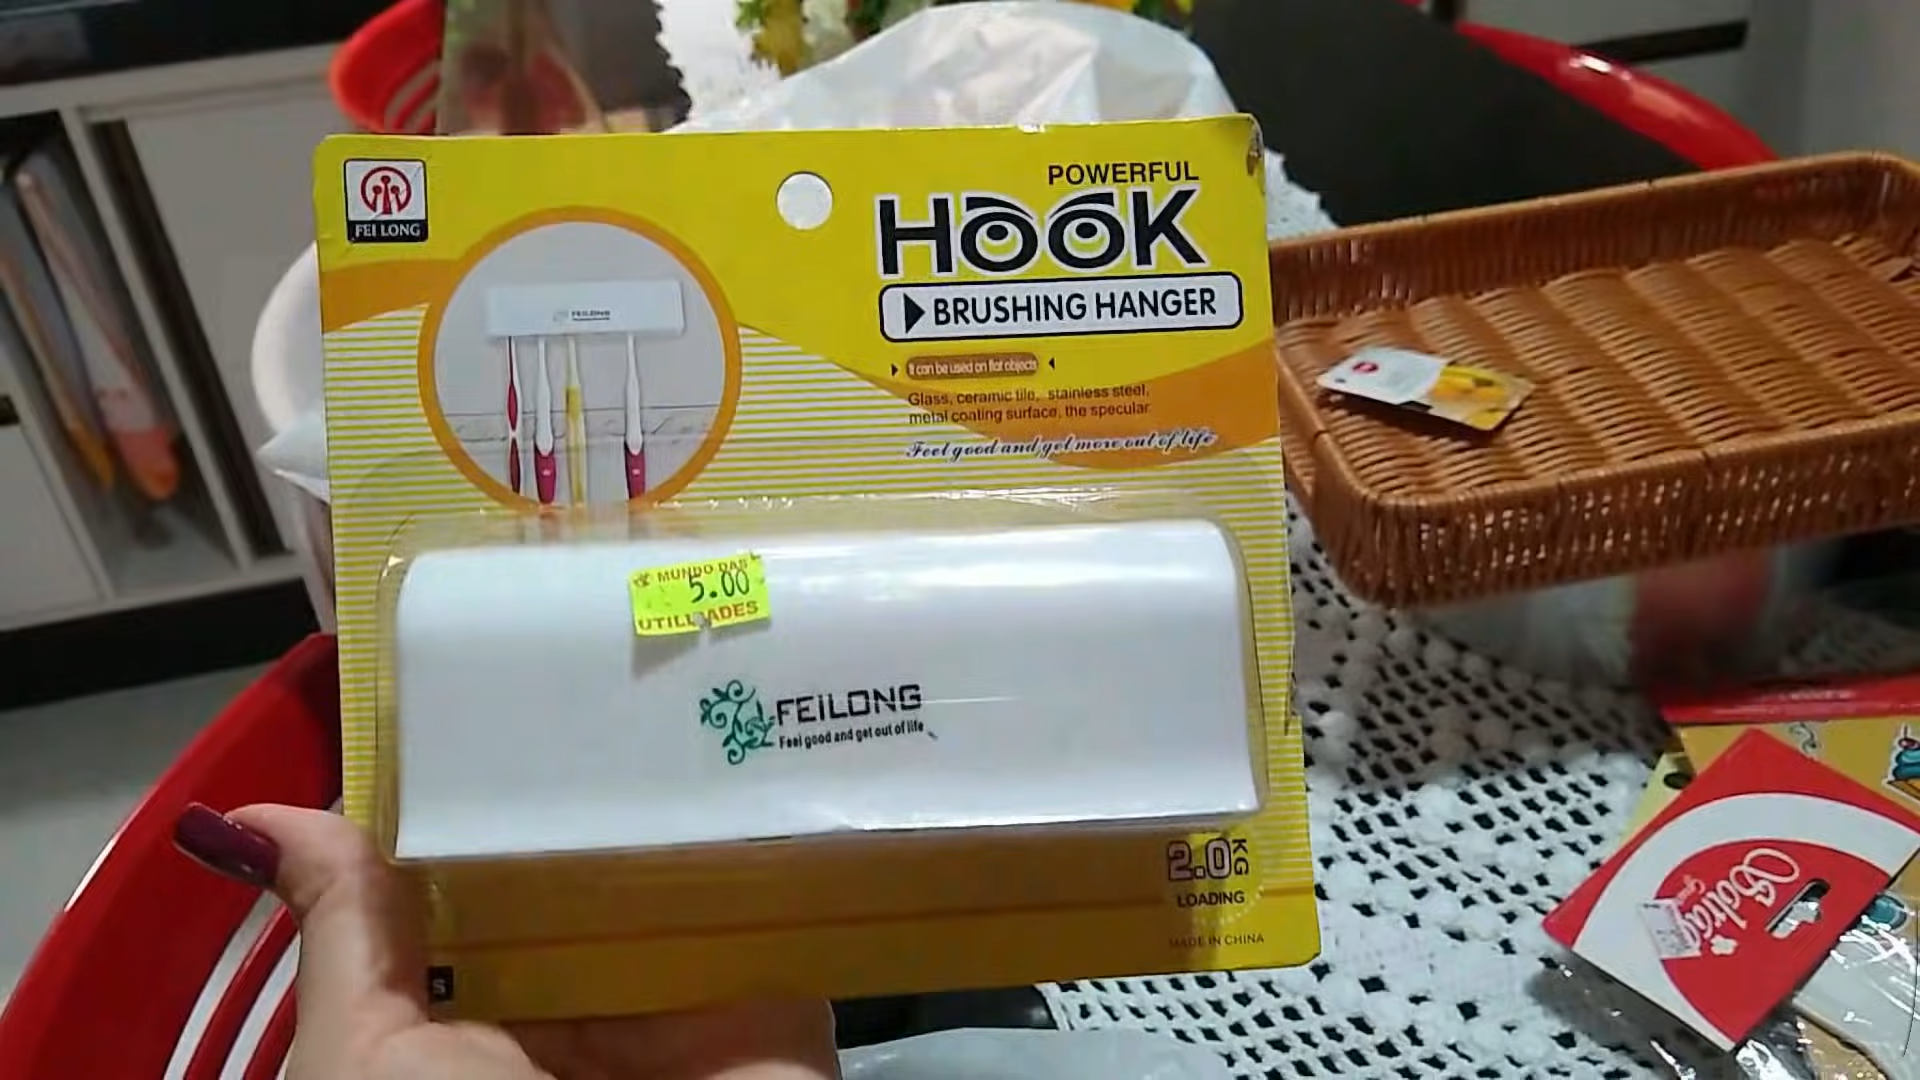 FEI LONG
POWERFUL
HOOK
BRUSHING HANGER
It can be used on flat objects
Glass, ceramic tile, stainless steel,
metal coating surface, the specular
Feel good and get more out of life
FEILONG
MUNDO DAS
5.00
FEILONG
Feel good and get out of life
2.0 KG
LOADING
MADE IN CHINA
S